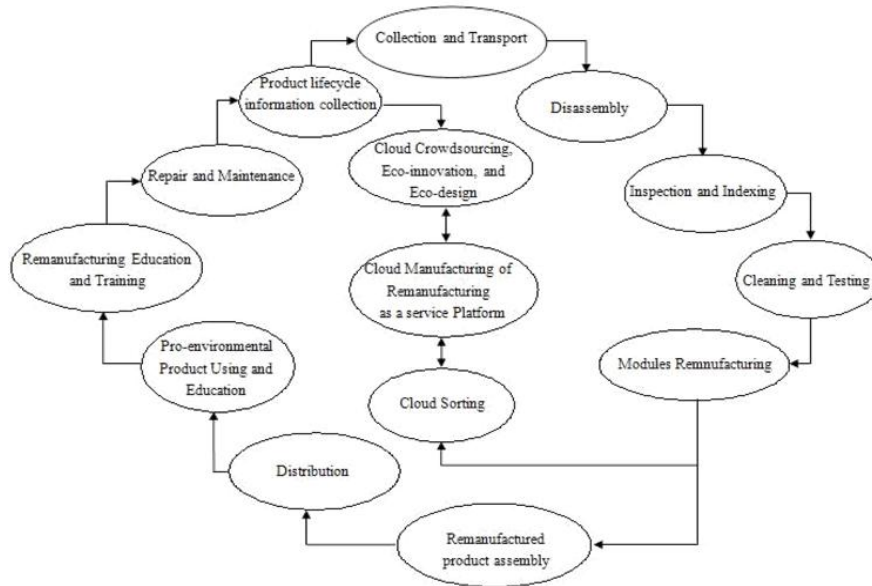 Collection and Transport
Product lifecycle
information collection
Disassembly
Cloud Crowdsourcing,
Eco-innovation, and
Eco-design
Repair and Maintenance
Inspection and Indexing
Remanufacturing Education
and Training
Cloud Manufacturing of
Remanufacturing
as a service Platform
Cleaning and Testing
Pro-environmental
Product Using and
Education
Modules Remnufacturing
Cloud Sorting
Distribution
Remanufactured
product assembly